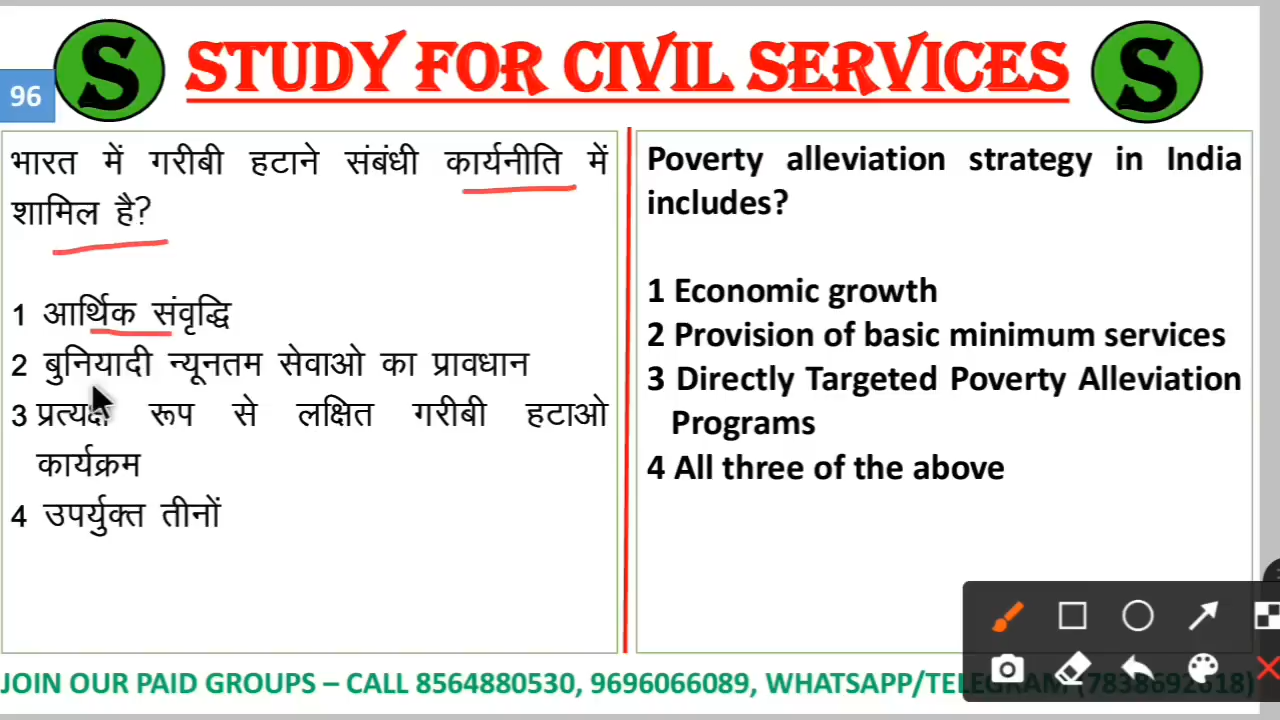 S STUDY FOR CIVIL SERVICES S
96
भारत में गरीबी हटाने संबंधी कार्यनीति में
शामिल है?
1 आर्थिक संवृद्धि
2 बुनियादी न्यूनतम सेवाओ का प्रावधान
3 प्रत्यक्ष रूप से लक्षित गरीबी हटाओ
कार्यक्रम
4 उपर्युक्त तीनों
Poverty alleviation strategy in India
includes?
1 Economic growth
2 Provision of basic minimum services
3 Directly Targeted Poverty Alleviation
Programs
4 All three of the above
JOIN OUR PAID GROUPS – CALL 8564880530, 9696066089, WHATSAPP/TELEGRAM (7838692618)